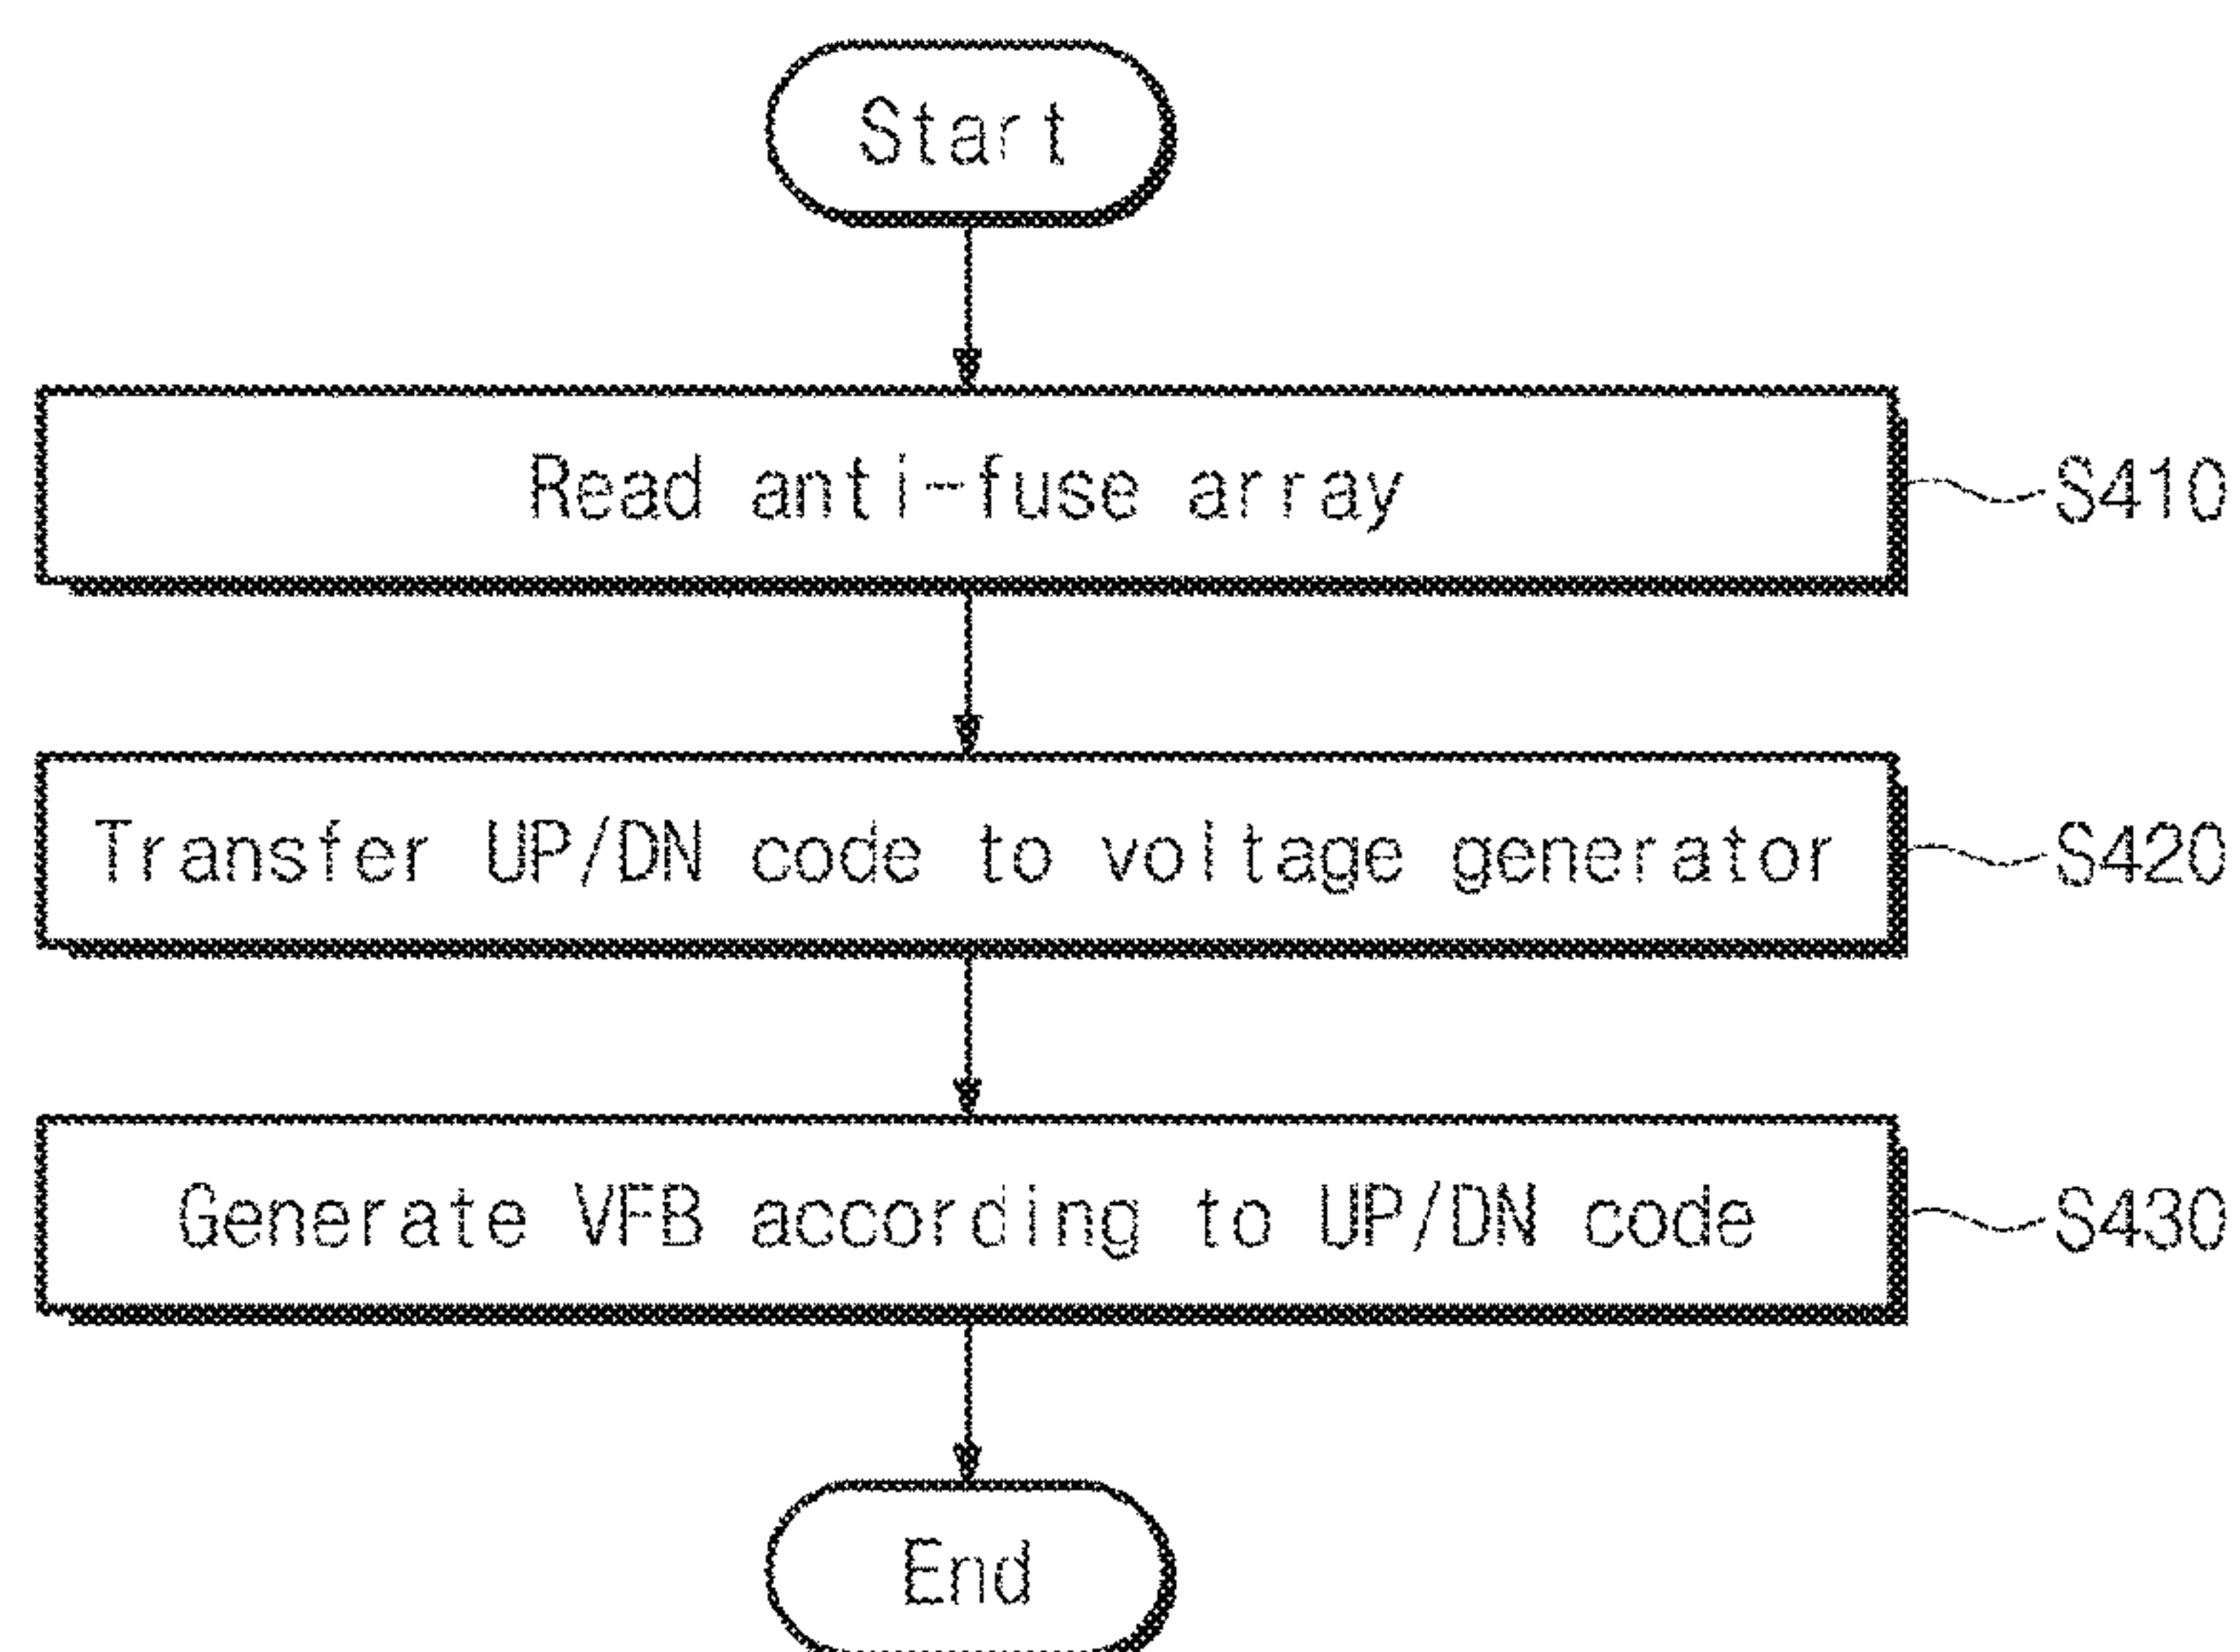 Start
Read anti-fuse array
S410
Transfer UP/DN code to voltage generator
S420
Generate VFB according to UP/DN code
S430
End